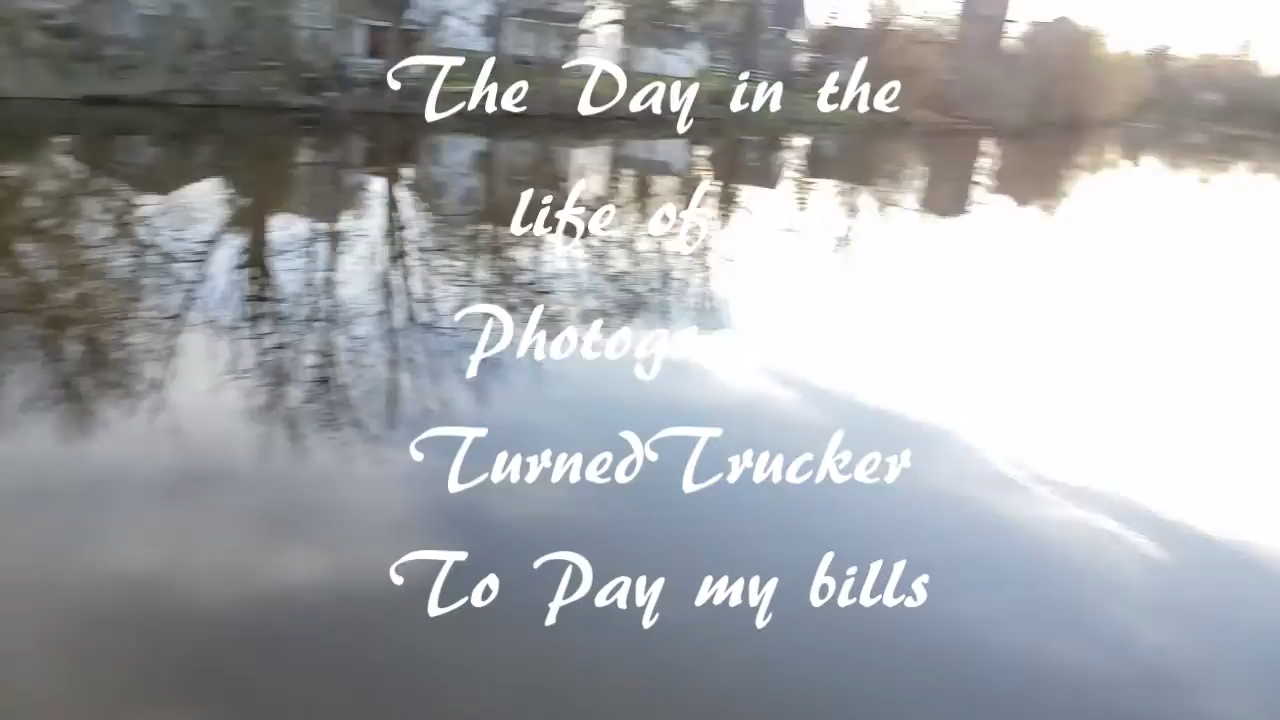 The Day in the
life of
TurnedTrucker
To Pay my bills